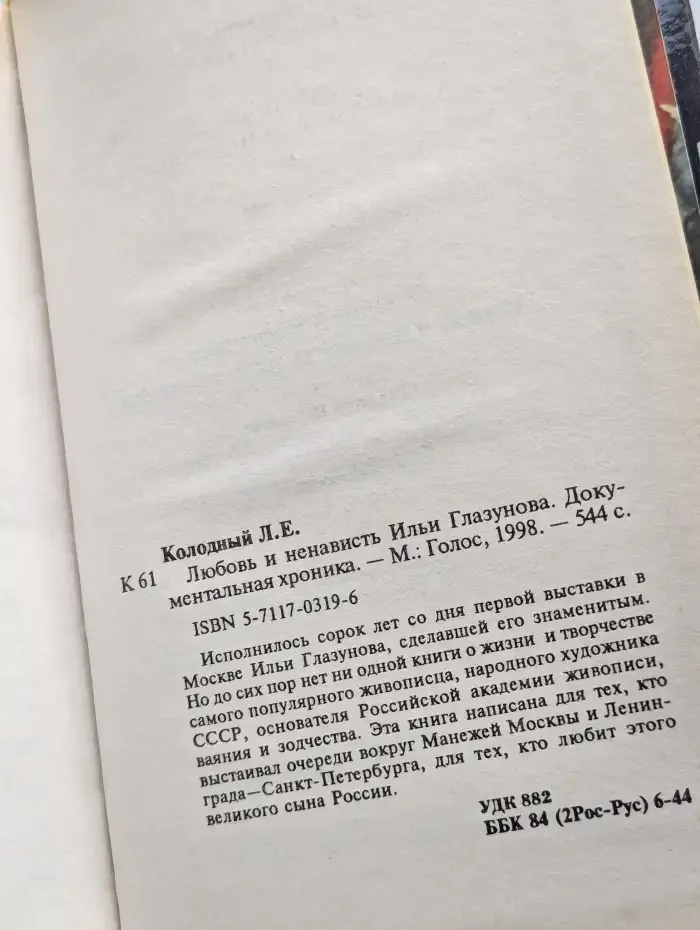 Колодный Л.Е.
К 61 Любовь и ненависть Ильи Глазунова. Доку-
ментальная хроника. — М.: Голос, 1998. — 544 с.
ISBN 5-7117-0319-6
Исполнилось сорок лет со дня первой выставки в
Москве Ильи Глазунова, сделавшей его знаменитым.
Но до сих пор нет ни одной книги о жизни и творчестве
самого популярного живописца, народного художника
СССР, основателя Российской академии живописи,
ваяния и зодчества. Эта книга написана для тех, кто
выстаивал очереди вокруг Манежей Москвы и Ленин-
града—Санкт-Петербурга, для тех, кто любит этого
великого сына России.
УДК 882
ББК 84 (2Рос-Рус) 6-44